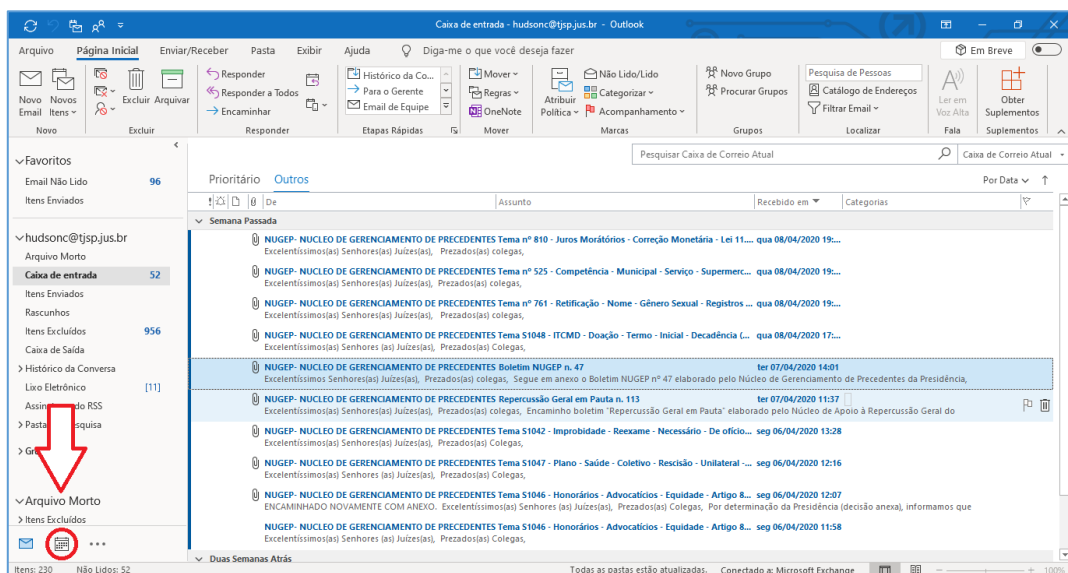 Caixa de entrada - hudsonc@tjsp.jus.br - Outlook
Arquivo Página Inicial Enviar/Receber Pasta Exibir Ajuda Diga-me o que você deseja fazer Em Breve
Novo Email
Novos Itens
Novo
Excluir Arquivar
Excluir
Responder
Responder a Todos
Encaminhar
Responder
Histórico da Co...
Para o Gerente
Email de Equipe
Etapas Rápidas
Mover
Regras
OneNote
Mover
Atribuir Política
Não Lido/Lido
Categorizar
Acompanhamento
Marcas
Novo Grupo
Procurar Grupos
Grupos
Pesquisa de Pessoas
Catálogo de Endereços
Filtrar Email
Localizar
Ler em Voz Alta
Fala
Obter Suplementos
Suplementos
Favoritos
Email Não Lido 96
Itens Enviados
hudsonc@tjsp.jus.br
Arquivo Morto
Caixa de entrada 52
Itens Enviados
Rascunhos
Itens Excluídos 956
Caixa de Saída
Histórico da Conversa
Lixo Eletrônico [11]
RSS
Arquivo Morto
Itens Excluídos
Pesquisar Caixa de Correio Atual Caixa de Correio Atual
Prioritário Outros Por Data
De Assunto Recebido em Categorias
Semana Passada
NUGEP- NUCLEO DE GERENCIAMENTO DE PRECEDENTES Tema nº 810 - Juros Morátórios - Correção Monetária - Lei 11.... qua 08/04/2020 19:...
Excelentíssimos(as) Senhores(as) Juízes(as), Prezados(as) colegas,
NUGEP- NUCLEO DE GERENCIAMENTO DE PRECEDENTES Tema nº 525 - Competência - Municipal - Serviço - Supermerc... qua 08/04/2020 19:...
Excelentíssimos(as) Senhores(as) Juízes(as), Prezados(as) colegas,
NUGEP- NUCLEO DE GERENCIAMENTO DE PRECEDENTES Tema nº 761 - Retificação - Nome - Gênero Sexual - Registros ... qua 08/04/2020 19:...
Excelentíssimos(as) Senhores(as) Juízes(as), Prezados(as) colegas,
NUGEP- NUCLEO DE GERENCIAMENTO DE PRECEDENTES Tema S1048 - ITCMD - Doação - Termo - Inicial - Decadência (... qua 08/04/2020 17:...
Excelentíssimos(as) Senhores (as) Juízes(as), Prezados(as) Colegas,
NUGEP- NUCLEO DE GERENCIAMENTO DE PRECEDENTES Boletim NUGEP n. 47 ter 07/04/2020 14:01
Excelentíssimos Senhores(as) Juízes(as), Prezados(as) colegas, Segue em anexo o Boletim NUGEP nº 47 elaborado pelo Núcleo de Gerenciamento de Precedentes da Presidência,
NUGEP- NUCLEO DE GERENCIAMENTO DE PRECEDENTES Repercussão Geral em Pauta n. 113 ter 07/04/2020 11:37
Excelentíssimos(as) Senhores(as) Juízes(as), Prezados(as) colegas, Encaminho boletim "Repercussão Geral em Pauta" elaborado pelo Núcleo de Apoio à Repercussão Geral do
NUGEP- NUCLEO DE GERENCIAMENTO DE PRECEDENTES Tema S1042 - Improbidade - Reexame - Necessário - De ofício... seg 06/04/2020 13:28
Excelentíssimos(as) Senhores(as) Juízes(as), Prezados(as) Colegas,
NUGEP- NUCLEO DE GERENCIAMENTO DE PRECEDENTES Tema S1047 - Plano - Saúde - Coletivo - Rescisão - Unilateral -... seg 06/04/2020 12:16
Excelentíssimos(as) Senhores(as) Juízes(as), Prezados(as) Colegas,
NUGEP- NUCLEO DE GERENCIAMENTO DE PRECEDENTES Tema S1046 - Honorários - Advocatícios - Equidade - Artigo 8... seg 06/04/2020 12:07
ENCAMINHADO NOVAMENTE COM ANEXO. Excelentíssimos(as) Senhores (as) Juízes(as), Prezados(as) Colegas, Por determinação da Presidência (decisão anexa), informamos que
NUGEP- NUCLEO DE GERENCIAMENTO DE PRECEDENTES Tema S1046 - Honorários - Advocatícios - Equidade - Artigo 8... seg 06/04/2020 11:58
Excelentíssimos(as) Senhores(as) Juízes(as), Prezados(as) Colegas,
Duas Semanas Atrás
Itens: 230 Não Lidos: 52 Todas as pastas estão atualizadas. Conectado a: Microsoft Exchange 100%